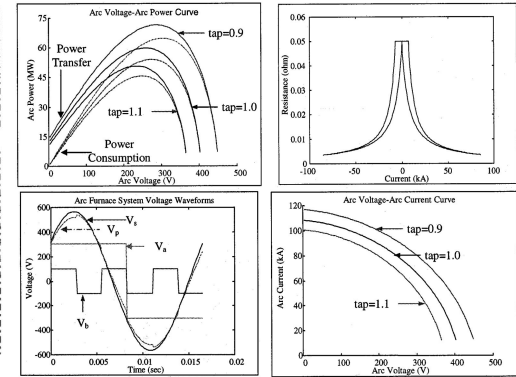 Arc Voltage-Arc Power Curve
75
60
45
30
15
0
Arc Power (MW)
Power
Transfer
tap=0.9
tap=1.0
tap=1.1
Power
Consumption
0 100 200 300 400 500
Arc Voltage (V)
0.06
0.05
0.04
0.03
0.02
0.01
0
Resistance (ohm)
-100 -50 0 50 100
Current (kA)
Arc Furnace System Voltage Waveforms
600
400
200
0
-200
-400
-600
Voltage (V)
Vs
Vp
Va
Vb
0 0.005 0.01 0.015 0.02
Time (sec)
Arc Voltage-Arc Current Curve
120
100
80
60
40
20
0
Arc Current (kA)
tap=0.9
tap=1.0
tap=1.1
0 100 200 300 400 500
Arc Voltage (V)